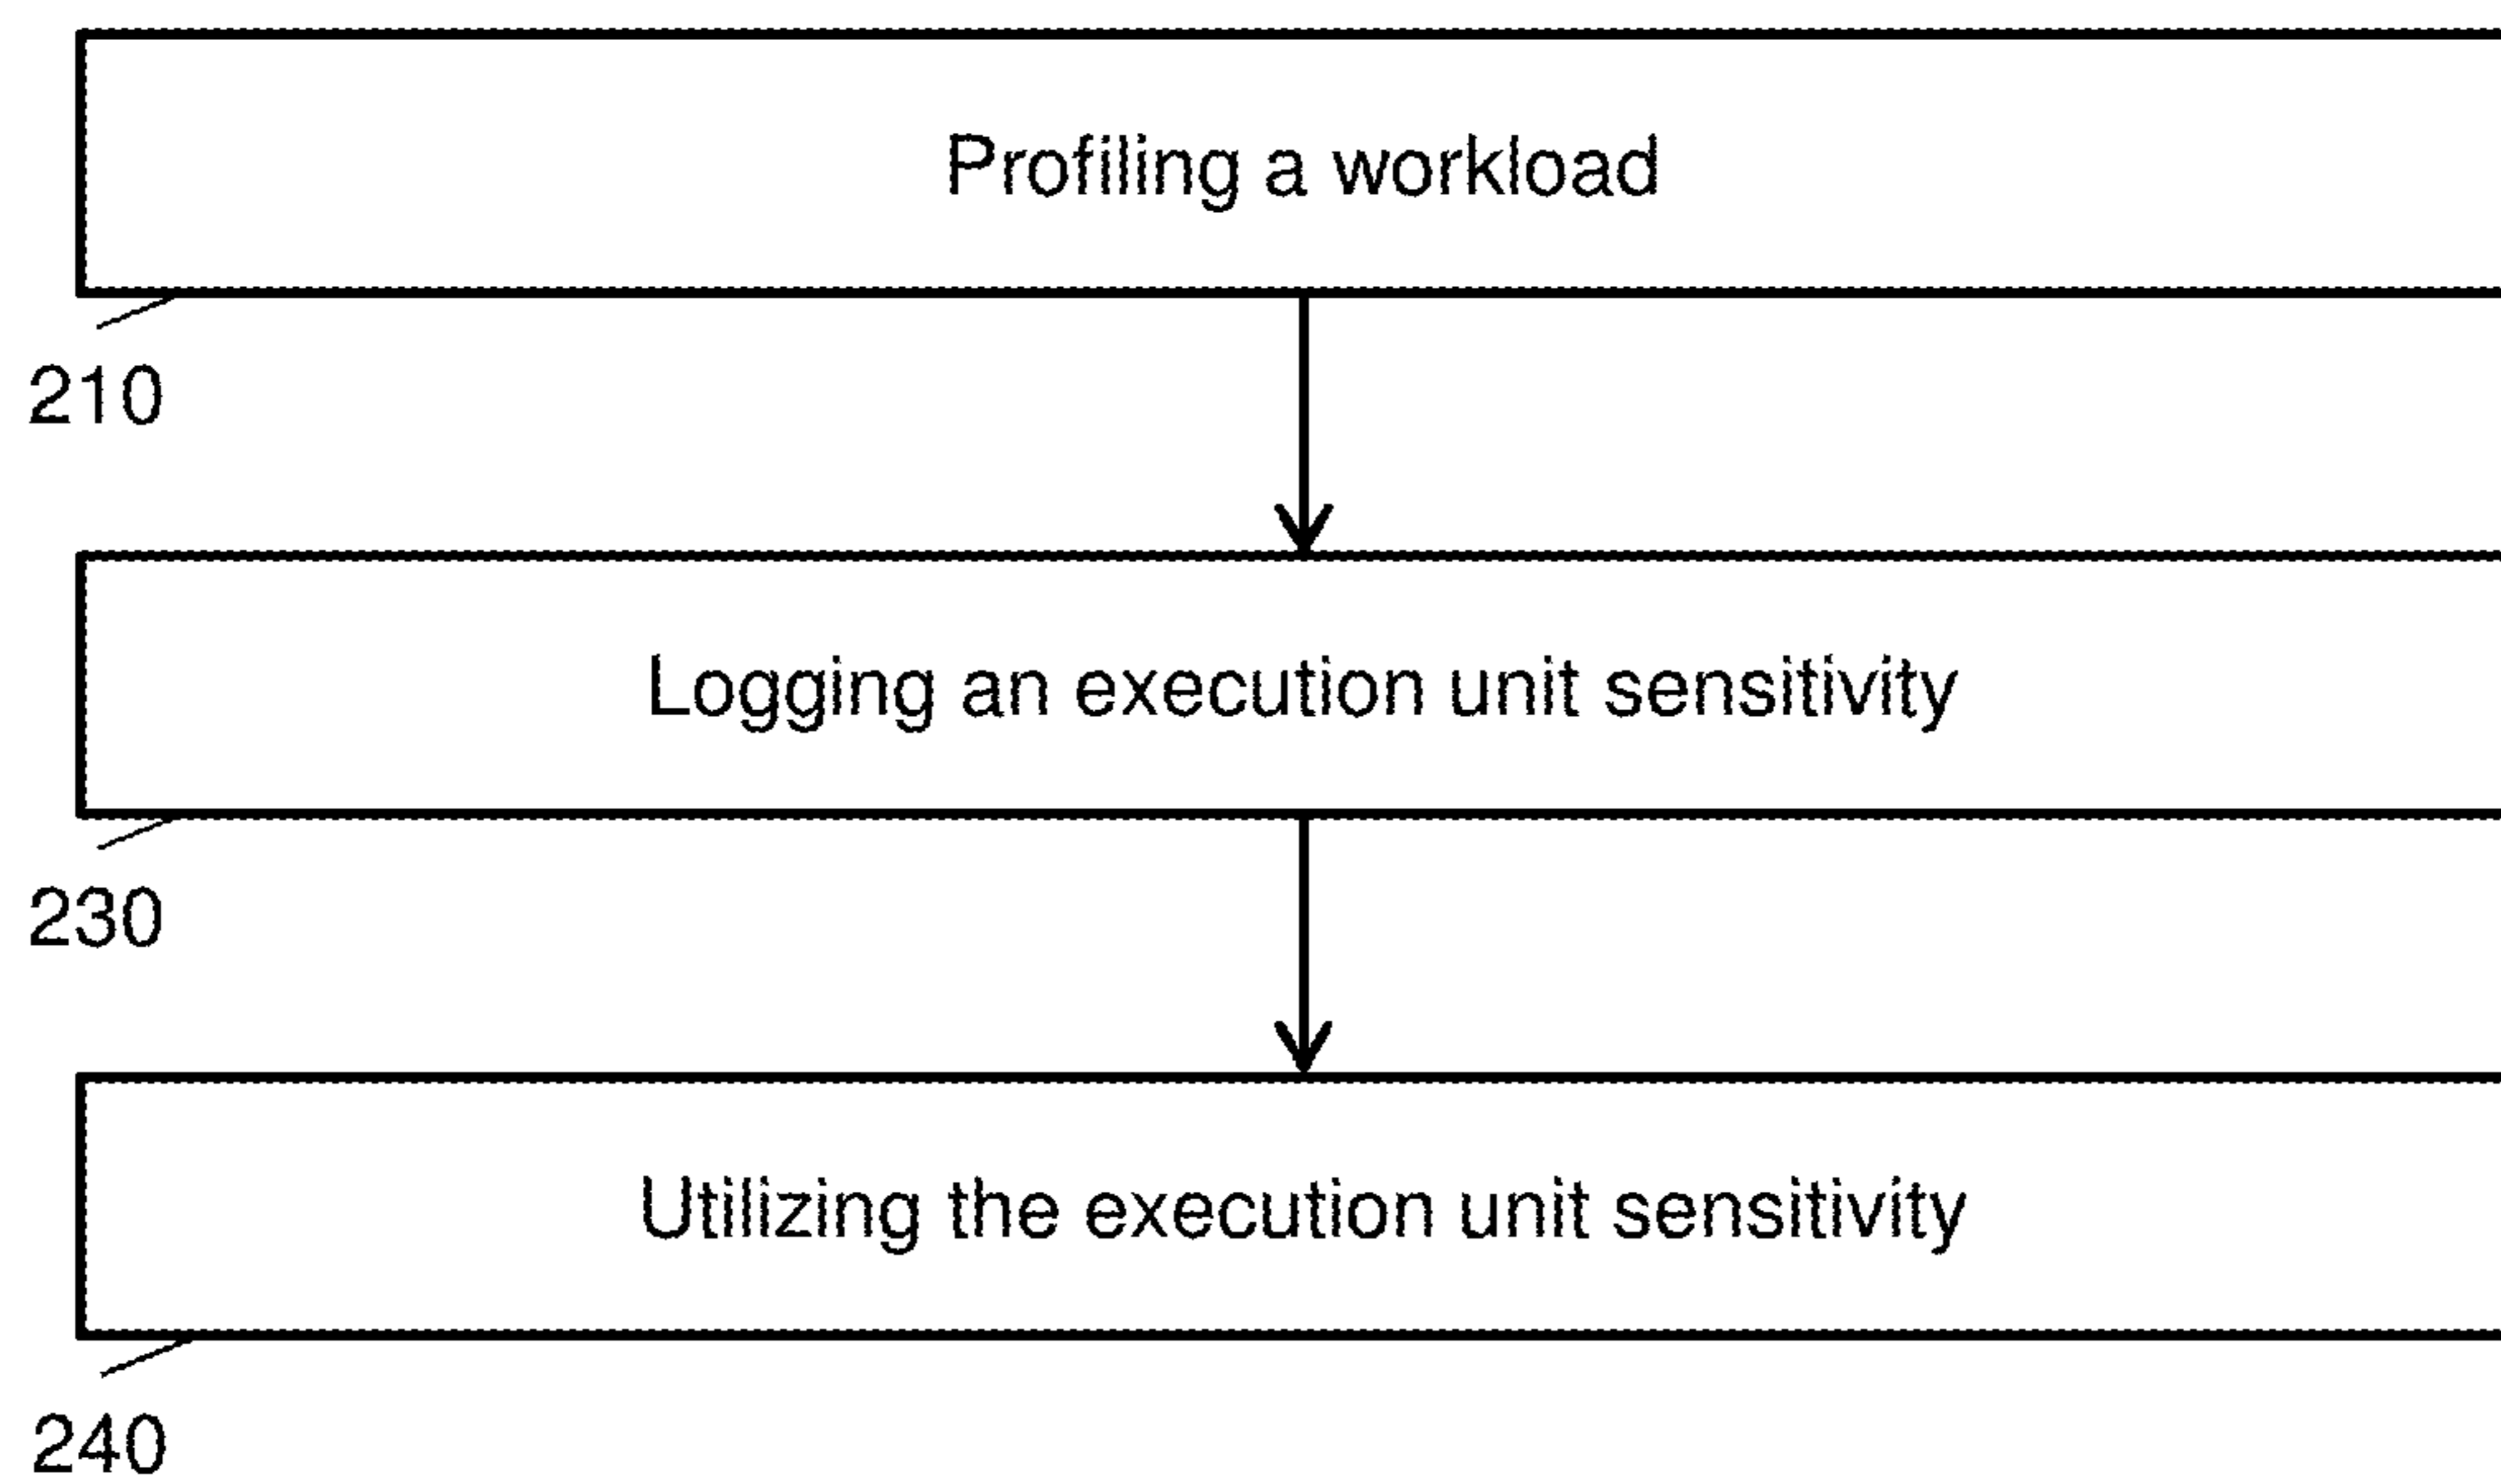 Profiling a workload
210
Logging an execution unit sensitivity
230
Utilizing the execution unit sensitivity
240